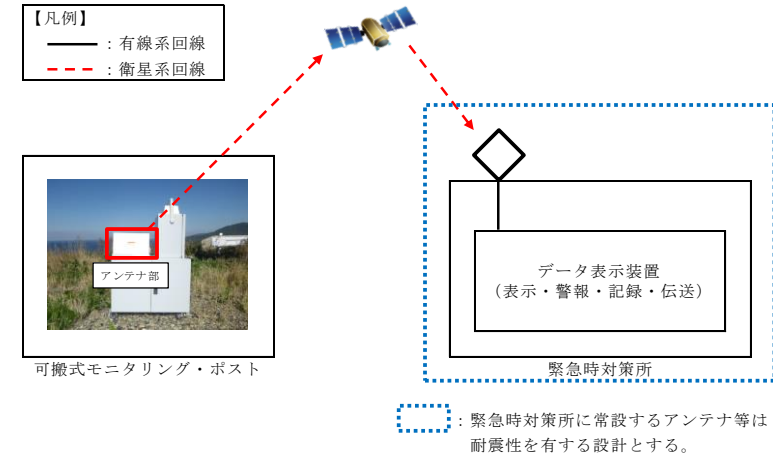 【凡例】
：有線系回線
：衛星系回線
アンテナ部
可搬式モニタリング・ポスト
データ表示装置
（表示・警報・記録・伝送）
緊急時対策所
：緊急時対策所に常設するアンテナ等は
耐震性を有する設計とする。